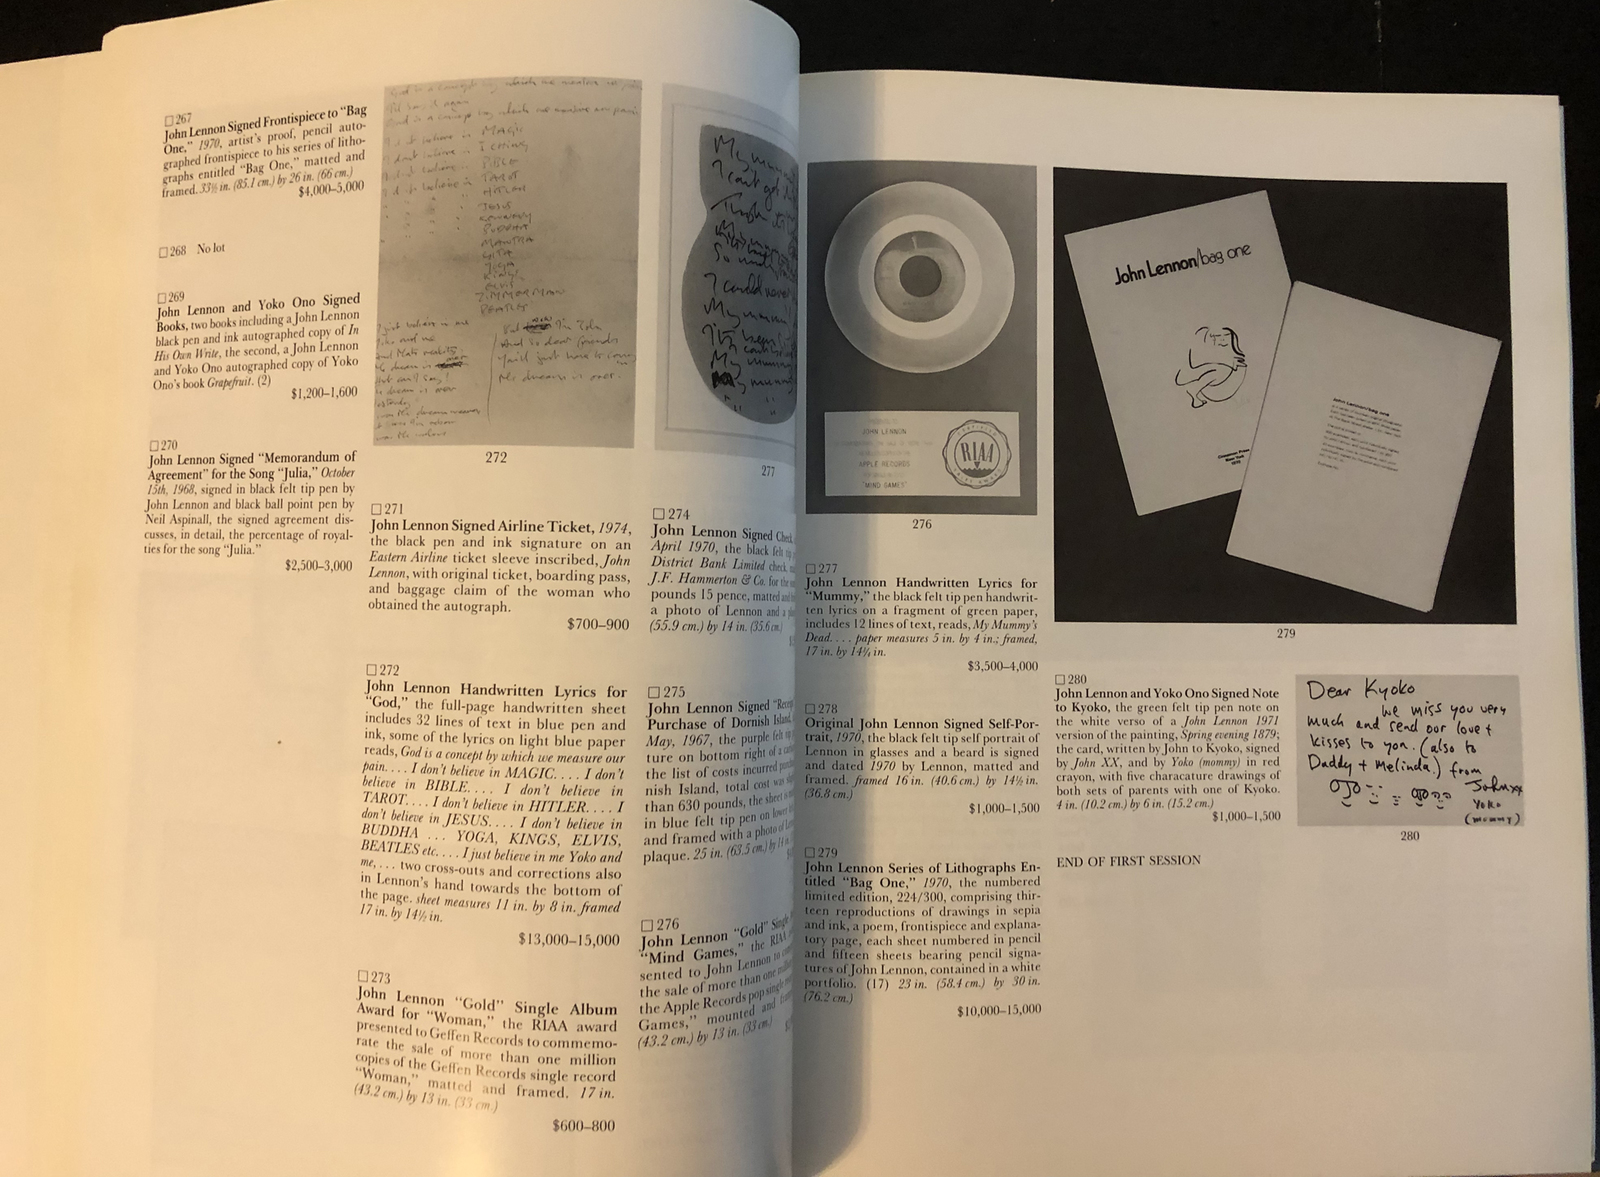 ☐267
John Lennon Signed Frontispiece to “Bag
One,” 1970, artist’s proof, pencil auto-
graphed frontispiece to his series of litho-
graphs entitled “Bag One,” matted and
framed. 33½ in. (85.1 cm.) by 26 in. (66 cm.)
$4,000–5,000
☐268 No lot
☐269
John Lennon and Yoko Ono Signed
Books, two books including a John Lennon
black pen and ink autographed copy of In
His Own Write, the second, a John Lennon
and Yoko Ono autographed copy of Yoko
Ono’s book Grapefruit. (2)
$1,200–1,600
☐270
John Lennon Signed “Memorandum of
Agreement” for the Song “Julia,” October
15th, 1968, signed in black felt tip pen by
John Lennon and black ball point pen by
Neil Aspinall, the signed agreement dis-
cusses, in detail, the percentage of royal-
ties for the song “Julia.”
$2,500–3,000
MAGIC
I CHING
BIBLE
TAROT
HITLER
JESUS
KENNEDY
BUDDHA
MANTRA
GITA
YOGA
KINGS
ELVIS
ZIMMERMAN
BEATLES
272
☐271
John Lennon Signed Airline Ticket, 1974,
the black pen and ink signature on an
Eastern Airline ticket sleeve inscribed, John
Lennon, with original ticket, boarding pass,
and baggage claim of the woman who
obtained the autograph.
$700–900
☐272
John Lennon Handwritten Lyrics for
“God,” the full-page handwritten sheet
includes 32 lines of text in blue pen and
ink, some of the lyrics on light blue paper
reads, God is a concept by which we measure our
pain. . . . I don’t believe in MAGIC. . . . I don’t
believe in BIBLE. . . . I don’t believe in
TAROT. . . . I don’t believe in HITLER. . . . I
don’t believe in JESUS. . . . I don’t believe in
BUDDHA . . . YOGA, KINGS, ELVIS,
BEATLES etc. . . . I just believe in me Yoko and
me, . . . two cross-outs and corrections also
in Lennon’s hand towards the bottom of
the page. sheet measures 11 in. by 8 in. framed
17 in. by 14½ in.
$13,000–15,000
☐273
John Lennon “Gold” Single Album
Award for “Woman,” the RIAA award
presented to Geffen Records to commemo-
rate the sale of more than one million
copies of the Geffen Records single record
“Woman,” matted and framed. 17 in.
(43.2 cm.) by 13 in. (33 cm.)
$600–800
277
☐274
John Lennon Signed Check
April 1970, the black felt tip
District Bank Limited check
J.F. Hammerton & Co. for the
pounds 15 pence, matted and
a photo of Lennon and a
(55.9 cm.) by 14 in. (35.6 cm.)
☐275
John Lennon Signed
Purchase of Dornish Island,
May, 1967, the purple felt tip
ture on bottom right of a
the list of costs incurred
nish Island, total cost was
than 630 pounds, the sheet is
in blue felt tip pen on lower
and framed with a photo of
plaque. 25 in. (63.5 cm.) by 14 in.
☐276
John Lennon “Gold” Single
“Mind Games,” the RIAA
sented to John Lennon to
the sale of more than one
the Apple Records pop single
Games,” mounted and
(43.2 cm.) by 13 in. (33 cm.)
JOHN LENNON
APPLE RECORDS
"MIND GAMES"
RIAA
276
☐277
John Lennon Handwritten Lyrics for
“Mummy,” the black felt tip pen handwrit-
ten lyrics on a fragment of green paper,
includes 12 lines of text, reads, My Mummy’s
Dead. . . . paper measures 5 in. by 4 in.; framed,
17 in. by 14¼ in.
$3,500–4,000
☐278
Original John Lennon Signed Self-Por-
trait, 1970, the black felt tip self portrait of
Lennon in glasses and a beard is signed
and dated 1970 by Lennon, matted and
framed. framed 16 in. (40.6 cm.) by 14½ in.
(36.8 cm.)
$1,000–1,500
☐279
John Lennon Series of Lithographs En-
titled “Bag One,” 1970, the numbered
limited edition, 224/300, comprising thir-
teen reproductions of drawings in sepia
and ink, a poem, frontispiece and explana-
tory page, each sheet numbered in pencil
and fifteen sheets bearing pencil signa-
tures of John Lennon, contained in a white
portfolio. (17) 23 in. (58.4 cm.) by 30 in.
(76.2 cm.)
$10,000–15,000
John Lennon/bag one
Cinnamon Press
New York
1970
John Lennon/bag one
279
☐280
John Lennon and Yoko Ono Signed Note
to Kyoko, the green felt tip pen note on
the white verso of a John Lennon 1971
version of the painting, Spring evening 1879;
the card, written by John to Kyoko, signed
by John XX, and by Yoko (mommy) in red
crayon, with five characature drawings of
both sets of parents with one of Kyoko.
4 in. (10.2 cm.) by 6 in. (15.2 cm.)
$1,000–1,500
Dear Kyoko
We miss you very
much and send our love +
kisses to you. (also to
Daddy + Melinda.) from
John xx
Yoko
(mommy)
280
END OF FIRST SESSION